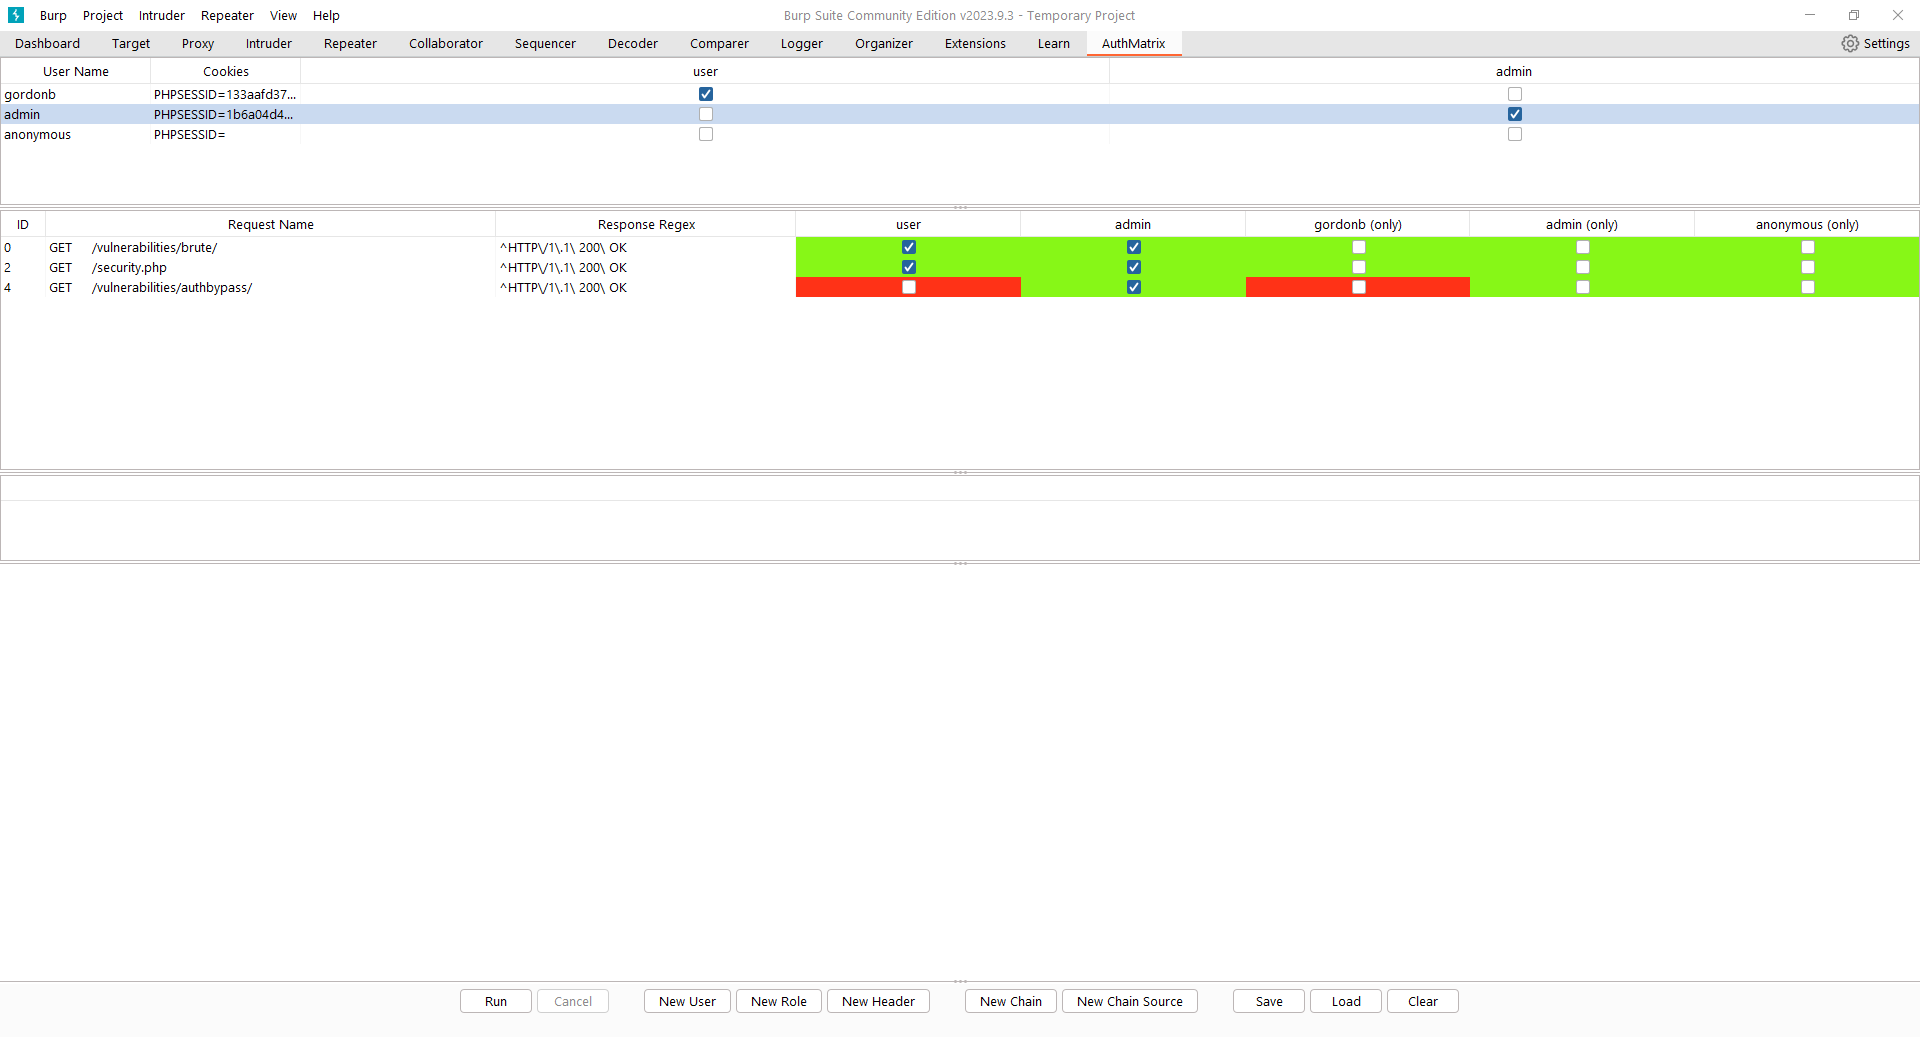 Burp Project Intruder Repeater View Help Burp Suite Community Edition v2023.9.3 - Temporary Project
Dashboard Target Proxy Intruder Repeater Collaborator Sequencer Decoder Comparer Logger Organizer Extensions Learn AuthMatrix Settings
User Name Cookies user admin
gordonb PHPSESSID=133aafd37...
admin PHPSESSID=1b6a04d4...
anonymous PHPSESSID=
ID Request Name Response Regex user admin gordonb (only) admin (only) anonymous (only)
0 GET /vulnerabilities/brute/ ^HTTP\/1\.1\ 200\ OK
2 GET /security.php ^HTTP\/1\.1\ 200\ OK
4 GET /vulnerabilities/authbypass/ ^HTTP\/1\.1\ 200\ OK
Run Cancel New User New Role New Header New Chain New Chain Source Save Load Clear